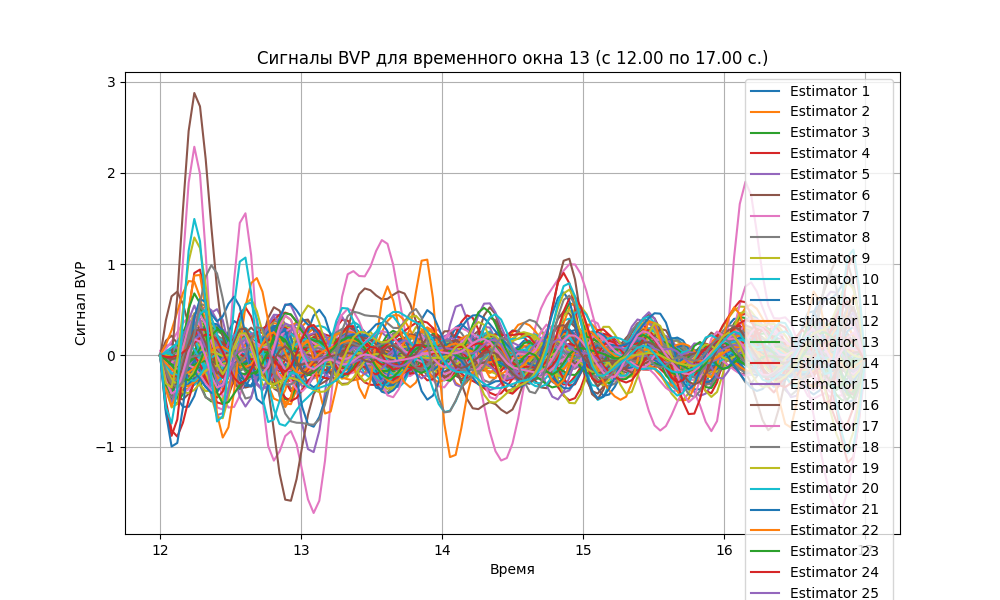 Сигналы BVP для временного окна 13 (с 12.00 по 17.00 с.)
Сигнал BVP
3
2
1
0
−1
12
13
14
15
16
17
Время
Estimator 1
Estimator 2
Estimator 3
Estimator 4
Estimator 5
Estimator 6
Estimator 7
Estimator 8
Estimator 9
Estimator 10
Estimator 11
Estimator 12
Estimator 13
Estimator 14
Estimator 15
Estimator 16
Estimator 17
Estimator 18
Estimator 19
Estimator 20
Estimator 21
Estimator 22
Estimator 23
Estimator 24
Estimator 25